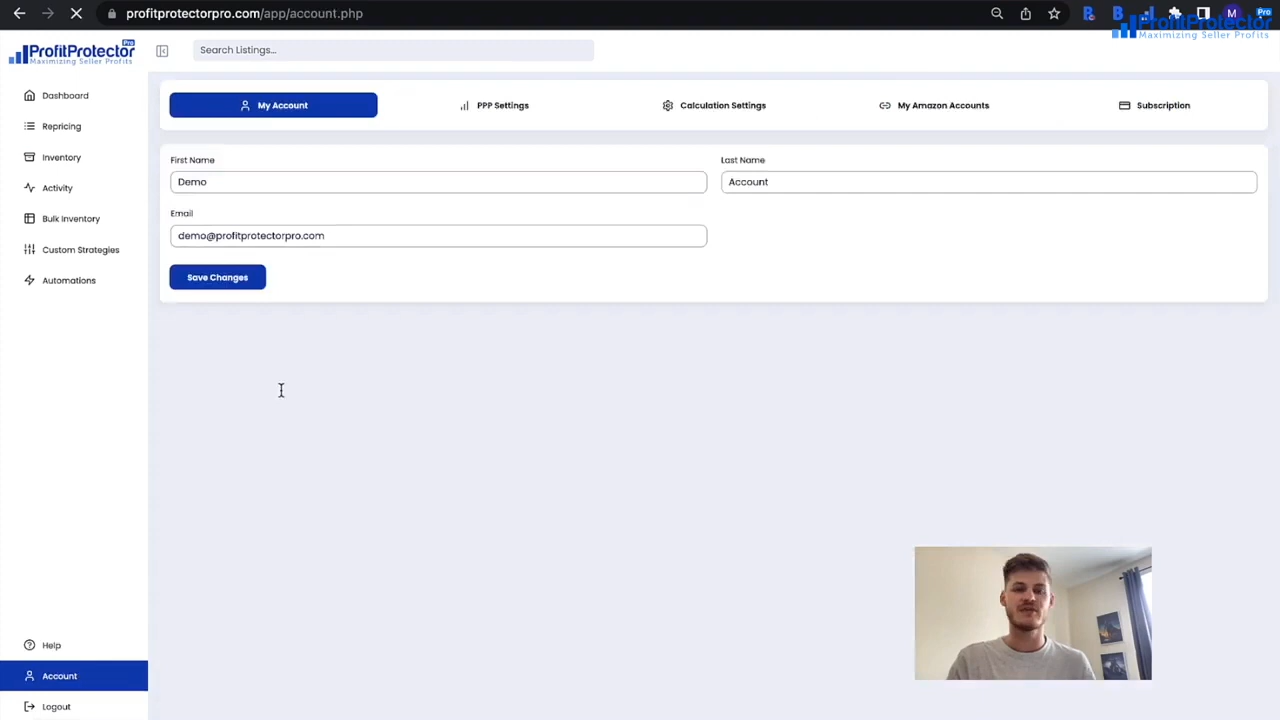 profitprotectorpro.com/app/account.php
M
Pro
ProfitProtector
Maximizing Seller Profits
ProfitProtector
Pro
Maximizing Seller Profits
Search Listings...
Dashboard
Repricing
Inventory
Activity
Bulk Inventory
Custom Strategies
Automations
Help
Account
Logout
My Account
PPP Settings
Calculation Settings
My Amazon Accounts
Subscription
First Name
Last Name
Demo
Account
Email
demo@profitprotectorpro.com
Save Changes